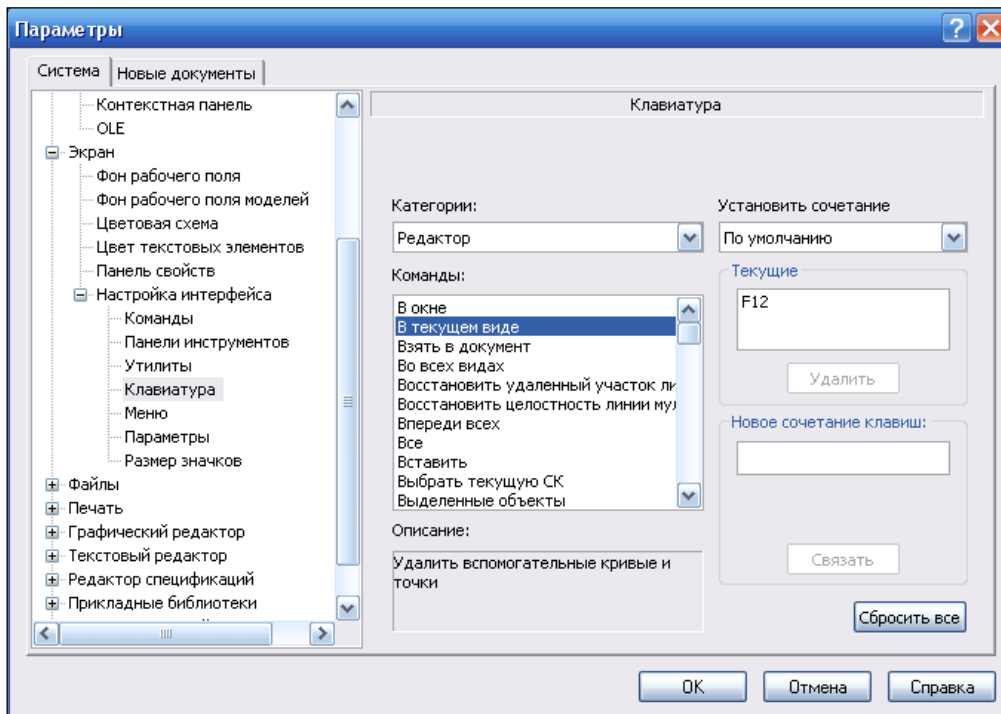 Параметры
Система
Новые документы
Контекстная панель
OLE
Экран
Фон рабочего поля
Фон рабочего поля моделей
Цветовая схема
Цвет текстовых элементов
Панель свойств
Настройка интерфейса
Команды
Панели инструментов
Утилиты
Клавиатура
Меню
Параметры
Размер значков
Файлы
Печать
Графический редактор
Текстовый редактор
Редактор спецификаций
Прикладные библиотеки
Клавиатура
Категории:
Редактор
Команды:
В окне
В текущем виде
Взять в документ
Во всех видах
Восстановить удаленный участок ли
Восстановить целостность линии мул
Впереди всех
Все
Вставить
Выбрать текущую СК
Выделенные объекты
Описание:
Удалить вспомогательные кривые и
точки
Установить сочетание
По умолчанию
Текущие
F12
Удалить
Новое сочетание клавиш:
Связать
Сбросить все
OK
Отмена
Справка